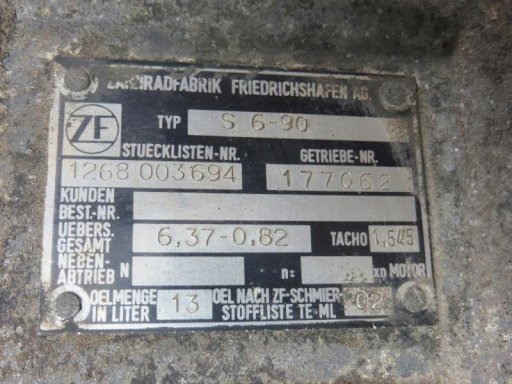 ZAHNRADFABRIK FRIEDRICHSHAFEN AG.
ZF TYP S 6-90
STUECKLISTEN-NR. GETRIEBE-NR.
1268 003694 177062
KUNDEN
BEST.-NR.
UEBERS.
GESAMT 6,37-0,82 TACHO 1,545
NEBEN-
ABTRIEB N n: xn MOTOR
OELMENGE
IN LITER 13 OEL NACH ZF-SCHMIER-
STOFFLISTE TE-ML 02